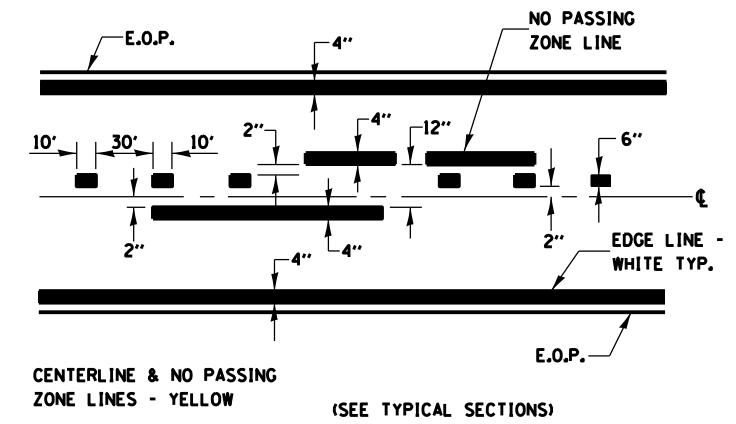 NO PASSING
ZONE LINE
E.O.P.
4"
10'
30'
10'
2"
4"
12"
6"
℄
2"
4"
2"
EDGE LINE -
WHITE TYP.
4"
E.O.P.
CENTERLINE & NO PASSING
ZONE LINES - YELLOW
(SEE TYPICAL SECTIONS)